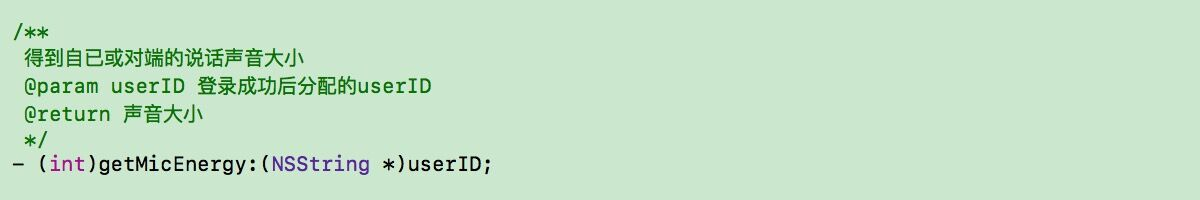 /**
得到自已或对端的说话声音大小
@param userID 登录成功后分配的userID
@return 声音大小
*/
- (int)getMicEnergy:(NSString *)userID;